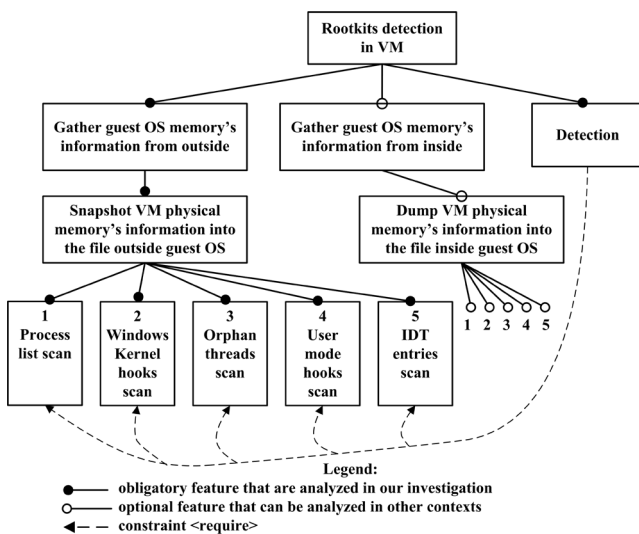 Rootkits detection
in VM
Gather guest OS memory's
information from outside
Gather guest OS memory's
information from inside
Detection
Snapshot VM physical
memory's information into
the file outside guest OS
Dump VM physical
memory's information into
the file inside guest OS
1
Process
list scan
2
Windows
Kernel
hooks
scan
3
Orphan
threads
scan
4
User
mode
hooks
scan
5
IDT
entries
scan
1 2 3 4 5
Legend:
obligatory feature that are analyzed in our investigation
optional feature that can be analyzed in other contexts
constraint <require>